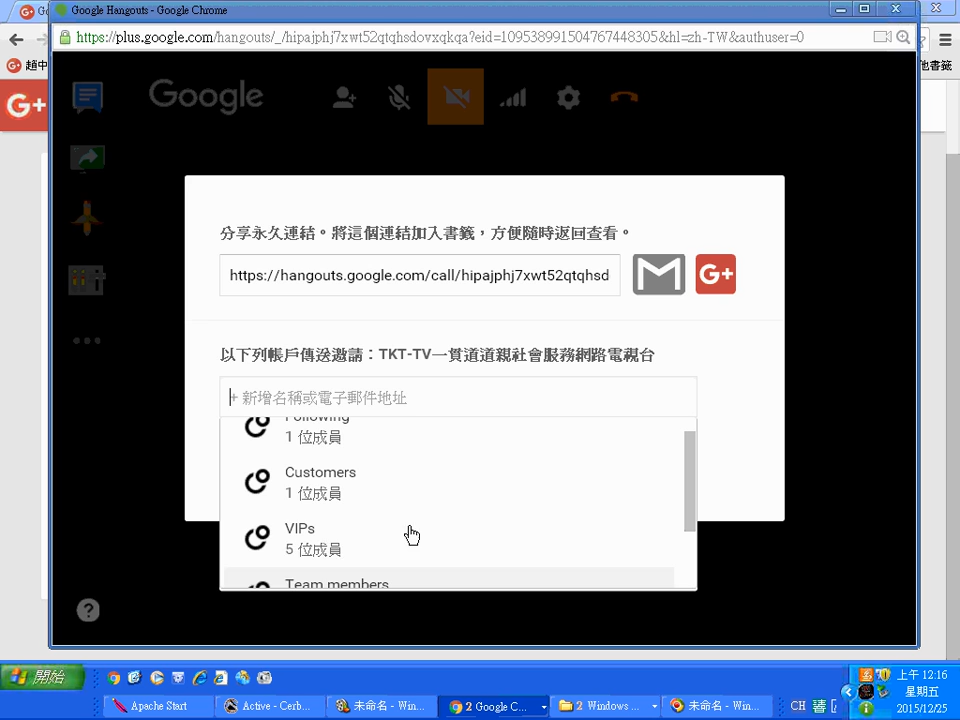 Google Hangouts - Google Chrome
https://plus.google.com/hangouts/_/hipajphj7xwt52qtqhsdovxqkqa?eid=109538991504767448305&hl=zh-TW&authuser=0
趙中
他書籤
G+
Google
分享永久連結。將這個連結加入書籤，方便隨時返回查看。
https://hangouts.google.com/call/hipajphj7xwt52qtqhsd
G+
以下列帳戶傳送邀請：TKT-TV一貫道道親社會服務網路電視台
+ 新增名稱或電子郵件地址
Following
1 位成員
Customers
1 位成員
VIPs
5 位成員
Team members
?
開始
Apache Start
Active - Cerb...
未命名 - Win...
2 Google C...
2 Windows ...
未命名 - Win...
CH
上午 12:16
星期五
2015/12/25